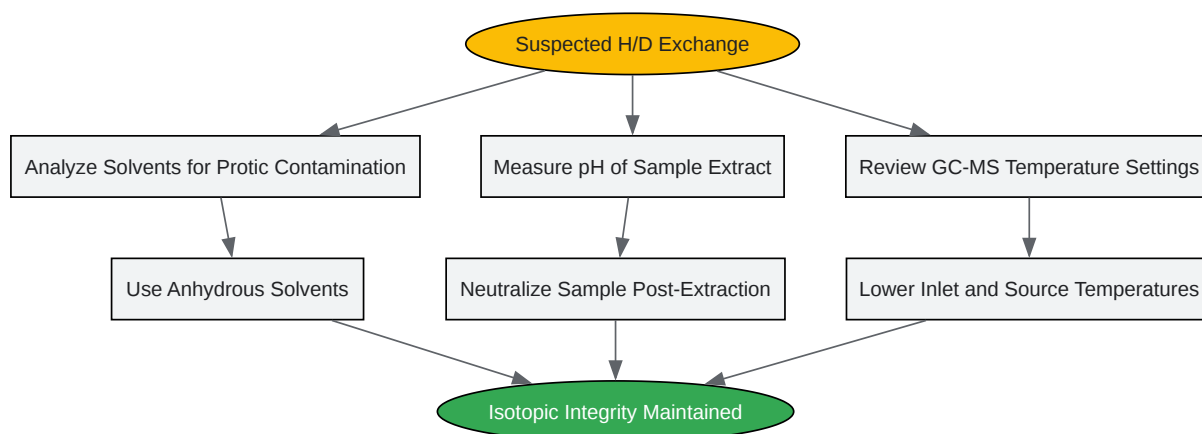 Suspected H/D Exchange
Analyze Solvents for Protic Contamination
Measure pH of Sample Extract
Review GC-MS Temperature Settings
Use Anhydrous Solvents
Neutralize Sample Post-Extraction
Lower Inlet and Source Temperatures
Isotopic Integrity Maintained